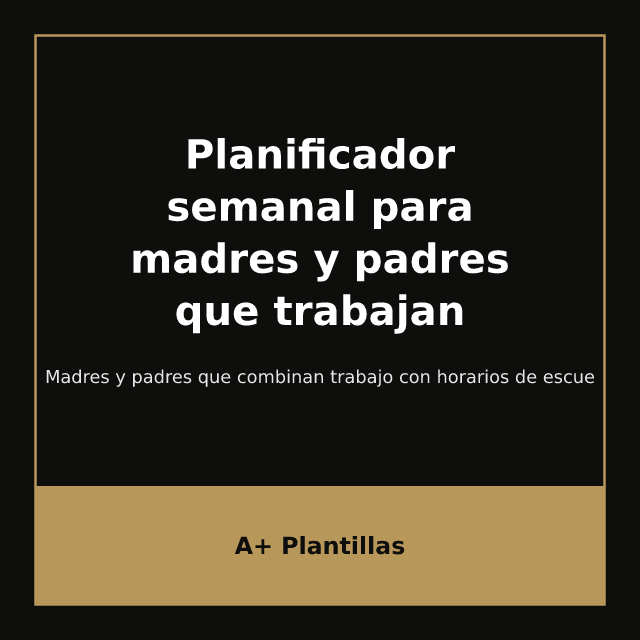 Planificador
semanal para
madres y padres
que trabajan
Madres y padres que combinan trabajo con horarios de escue
A+ Plantillas